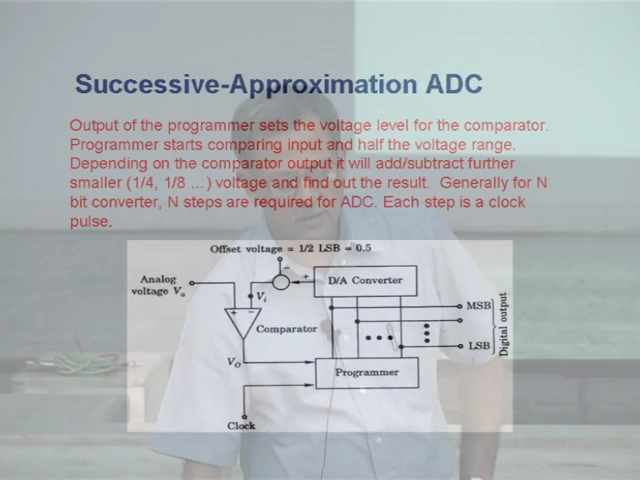 Successive-Approximation ADC
Output of the programmer sets the voltage level for the comparator.
Programmer starts comparing input and half the voltage range.
Depending on the comparator output it will add/subtract further
smaller (1/4, 1/8 ...) voltage and find out the result. Generally for N
bit converter, N steps are required for ADC. Each step is a clock
pulse.
Offset voltage = 1/2 LSB = 0.5
Analog
voltage Va
D/A Converter
Vi
MSB
Comparator
Digital output
LSB
VO
Programmer
Clock